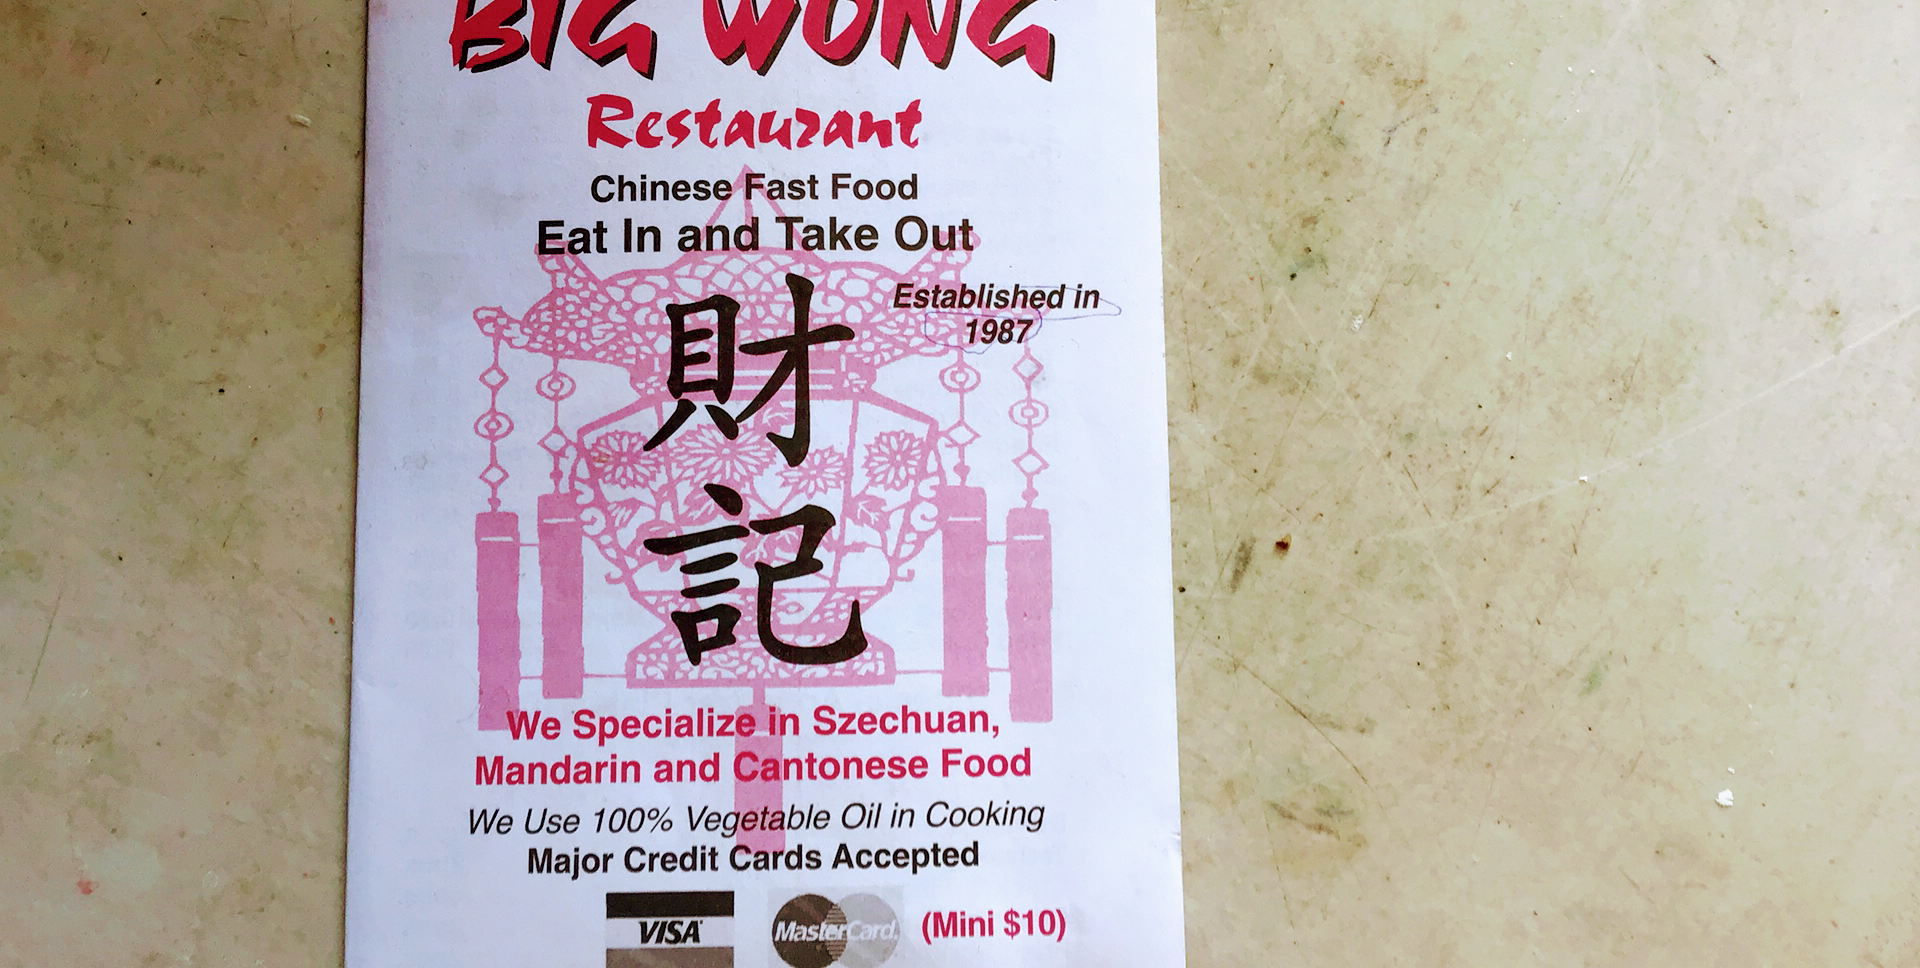 BIG WONG
Restaurant
Chinese Fast Food
Eat In and Take Out
Established in
1987
財
記
We Specialize in Szechuan,
Mandarin and Cantonese Food
We Use 100% Vegetable Oil in Cooking
Major Credit Cards Accepted
VISA MasterCard. (Mini $10)